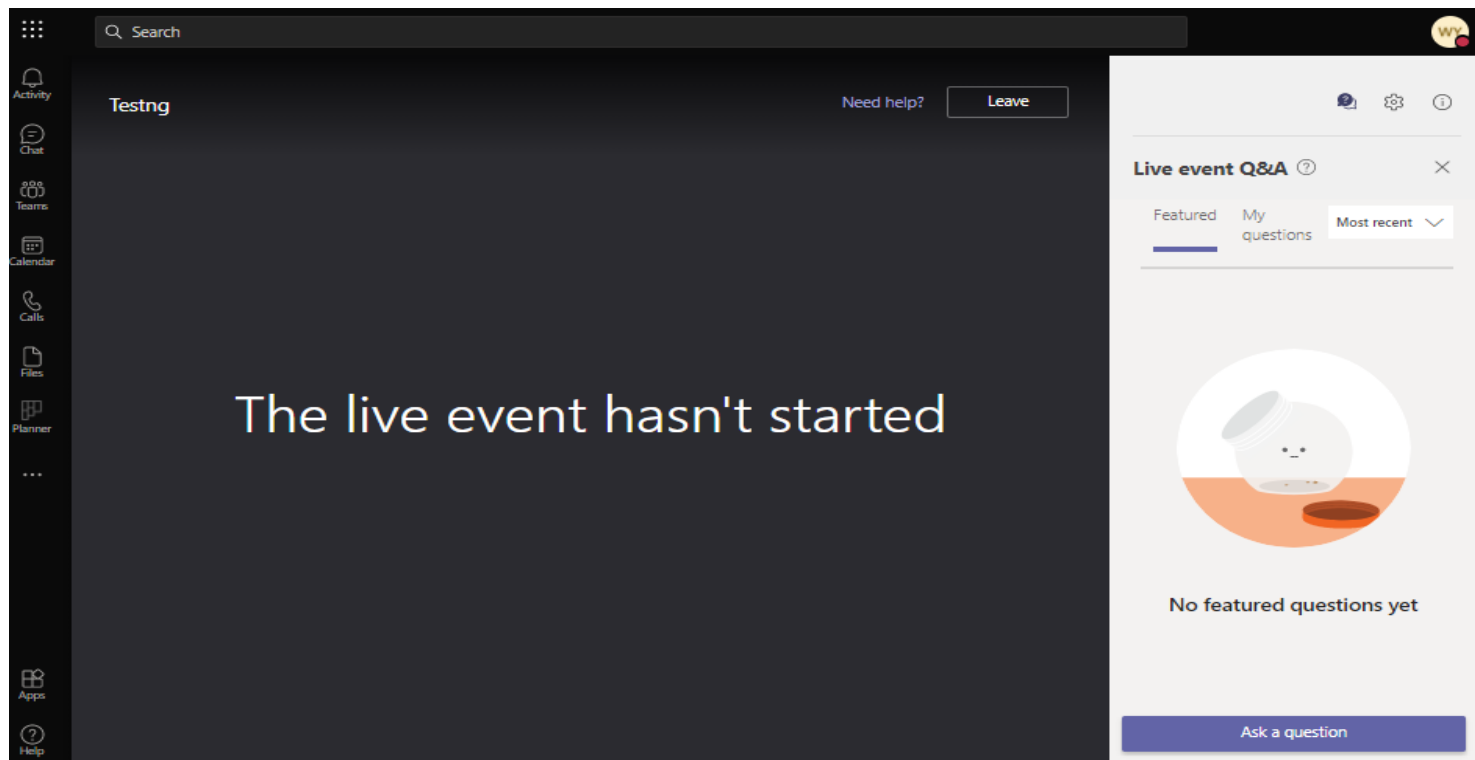 Search
WY
Activity
Chat
Teams
Calendar
Calls
Files
Planner
Apps
Help
Testng
Need help?
Leave
The live event hasn't started
Live event Q&A
Featured
My
questions
Most recent
No featured questions yet
Ask a question